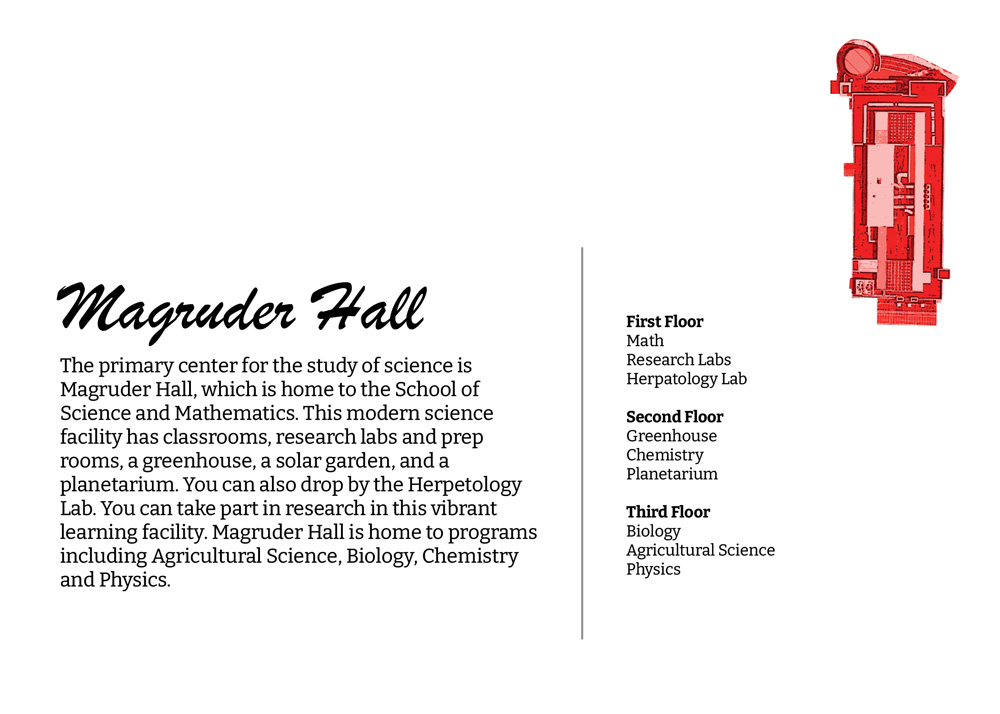 Magruder Hall
The primary center for the study of science is
Magruder Hall, which is home to the School of
Science and Mathematics. This modern science
facility has classrooms, research labs and prep
rooms, a greenhouse, a solar garden, and a
planetarium. You can also drop by the Herpetology
Lab. You can take part in research in this vibrant
learning facility. Magruder Hall is home to programs
including Agricultural Science, Biology, Chemistry
and Physics.
First Floor
Math
Research Labs
Herpatology Lab
Second Floor
Greenhouse
Chemistry
Planetarium
Third Floor
Biology
Agricultural Science
Physics